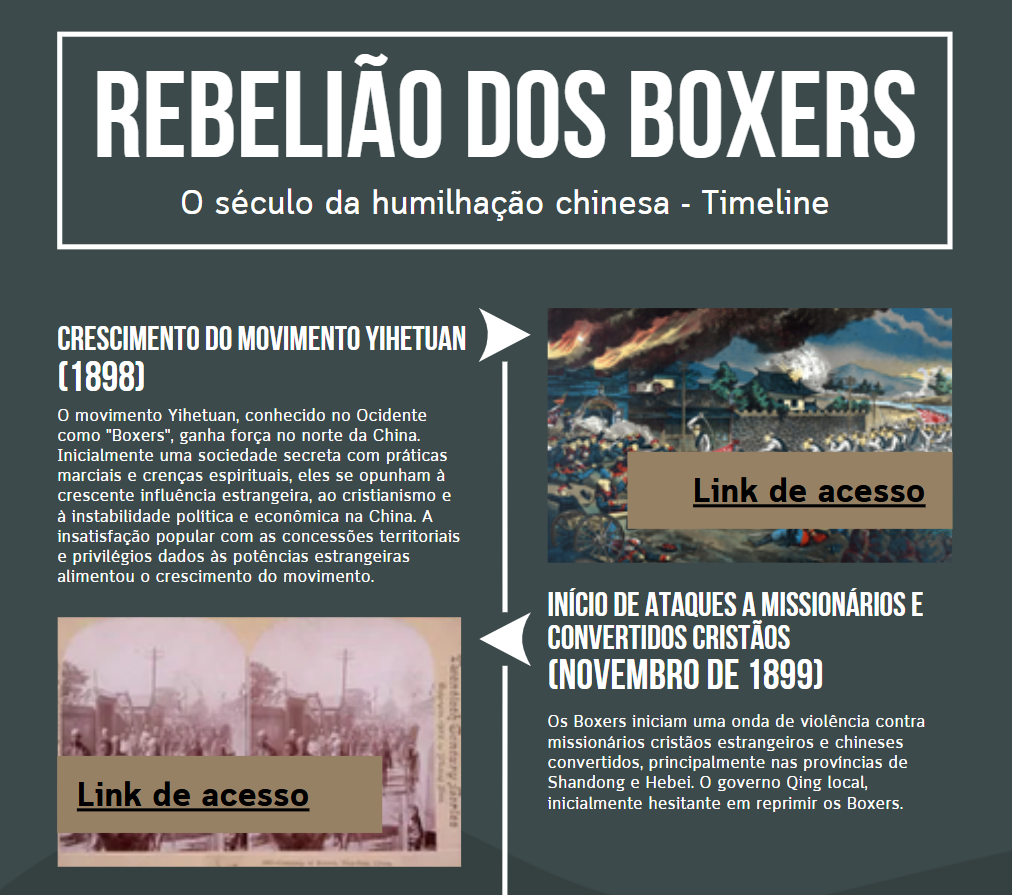 REBELIÃO DOS BOXERS
O século da humilhação chinesa - Timeline
CRESCIMENTO DO MOVIMENTO YIHETUAN
(1898)
O movimento Yihetuan, conhecido no Ocidente
como "Boxers", ganha força no norte da China.
Inicialmente uma sociedade secreta com práticas
marciais e crenças espirituais, eles se opunham à
crescente influência estrangeira, ao cristianismo e
à instabilidade política e econômica na China. A
insatisfação popular com as concessões territoriais
e privilégios dados às potências estrangeiras
alimentou o crescimento do movimento.
Link de acesso
INÍCIO DE ATAQUES A MISSIONÁRIOS E
CONVERTIDOS CRISTÃOS
(NOVEMBRO DE 1899)
Os Boxers iniciam uma onda de violência contra
missionários cristãos estrangeiros e chineses
convertidos, principalmente nas províncias de
Shandong e Hebei. O governo Qing local,
inicialmente hesitante em reprimir os Boxers.
Link de acesso